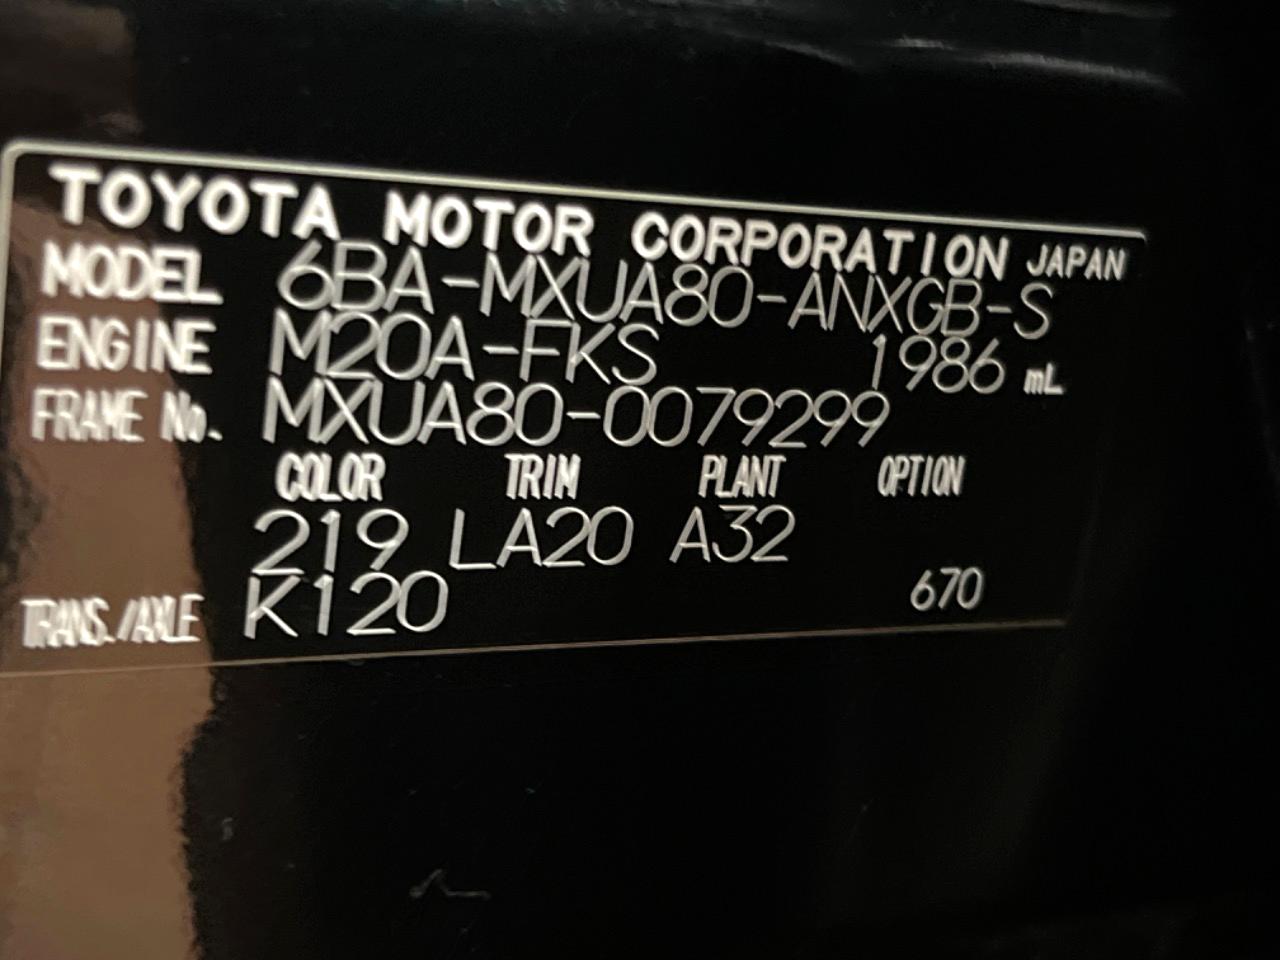 TOYOTA MOTOR CORPORATION JAPAN
MODEL 6BA-MXUA80-ANXGB-S
ENGINE M20A-FKS 1986 mL
FRAME No. MXUA80-0079299
COLOR TRIM PLANT OPTION
219 LA20 A32
TRANS./AXLE K120 670